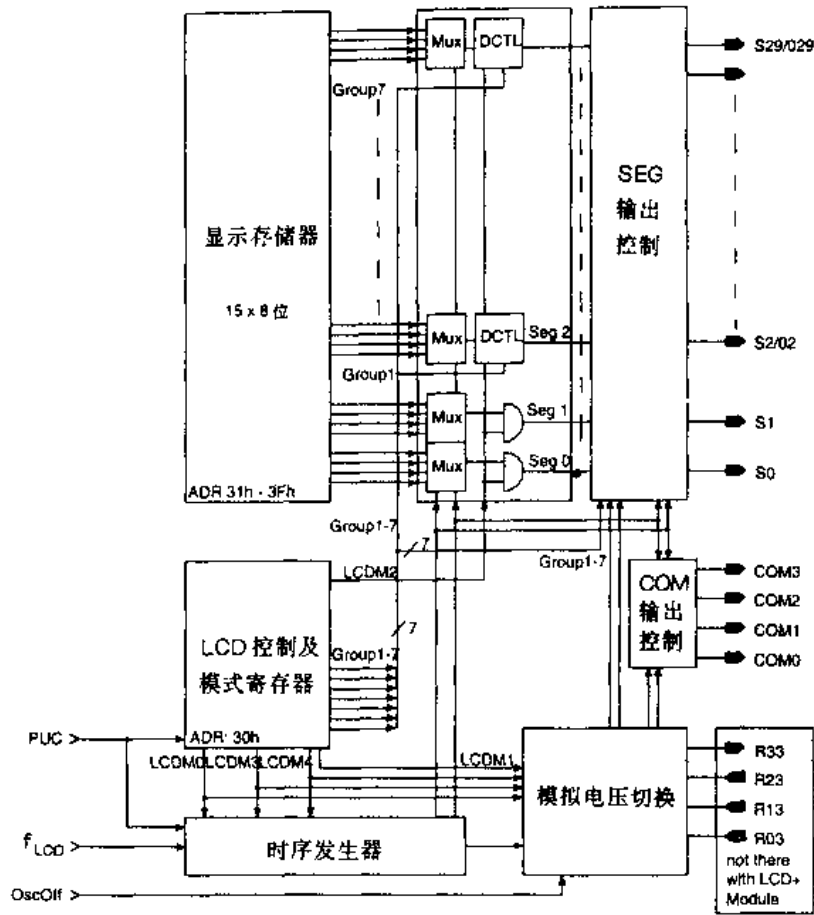 Mux
DCTL
S29/029
Group7
SEG
输出
控制
显示存储器
15 x 8 位
Mux
DCTL
Seg 2
S2/02
Group1
Mux
Seg 1
S1
Mux
Seg 0
S0
ADR 31h - 3Fh
Group1-7
7
Group1-7
LCDM2
COM
输出
控制
COM3
COM2
COM1
COM0
7
LCD 控制及
模式寄存器
Group1-7
PUC
ADR: 30h
LCDM0
LCDM3
LCDM4
LCDM1
模拟电压切换
R33
R23
R13
R03
not there
with LCD+
Module
fLCD
时序发生器
OscOff